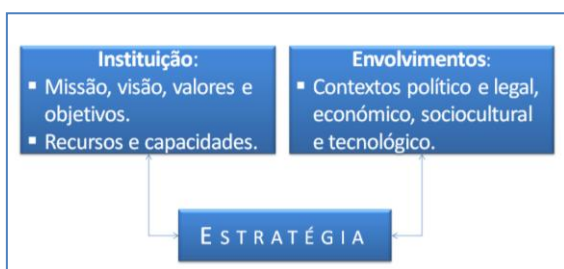 Instituição:
▪ Missão, visão, valores e
objetivos.
▪ Recursos e capacidades.
Envolvimentos:
▪ Contextos político e legal,
económico, sociocultural
e tecnológico.
ESTRATÉGIA